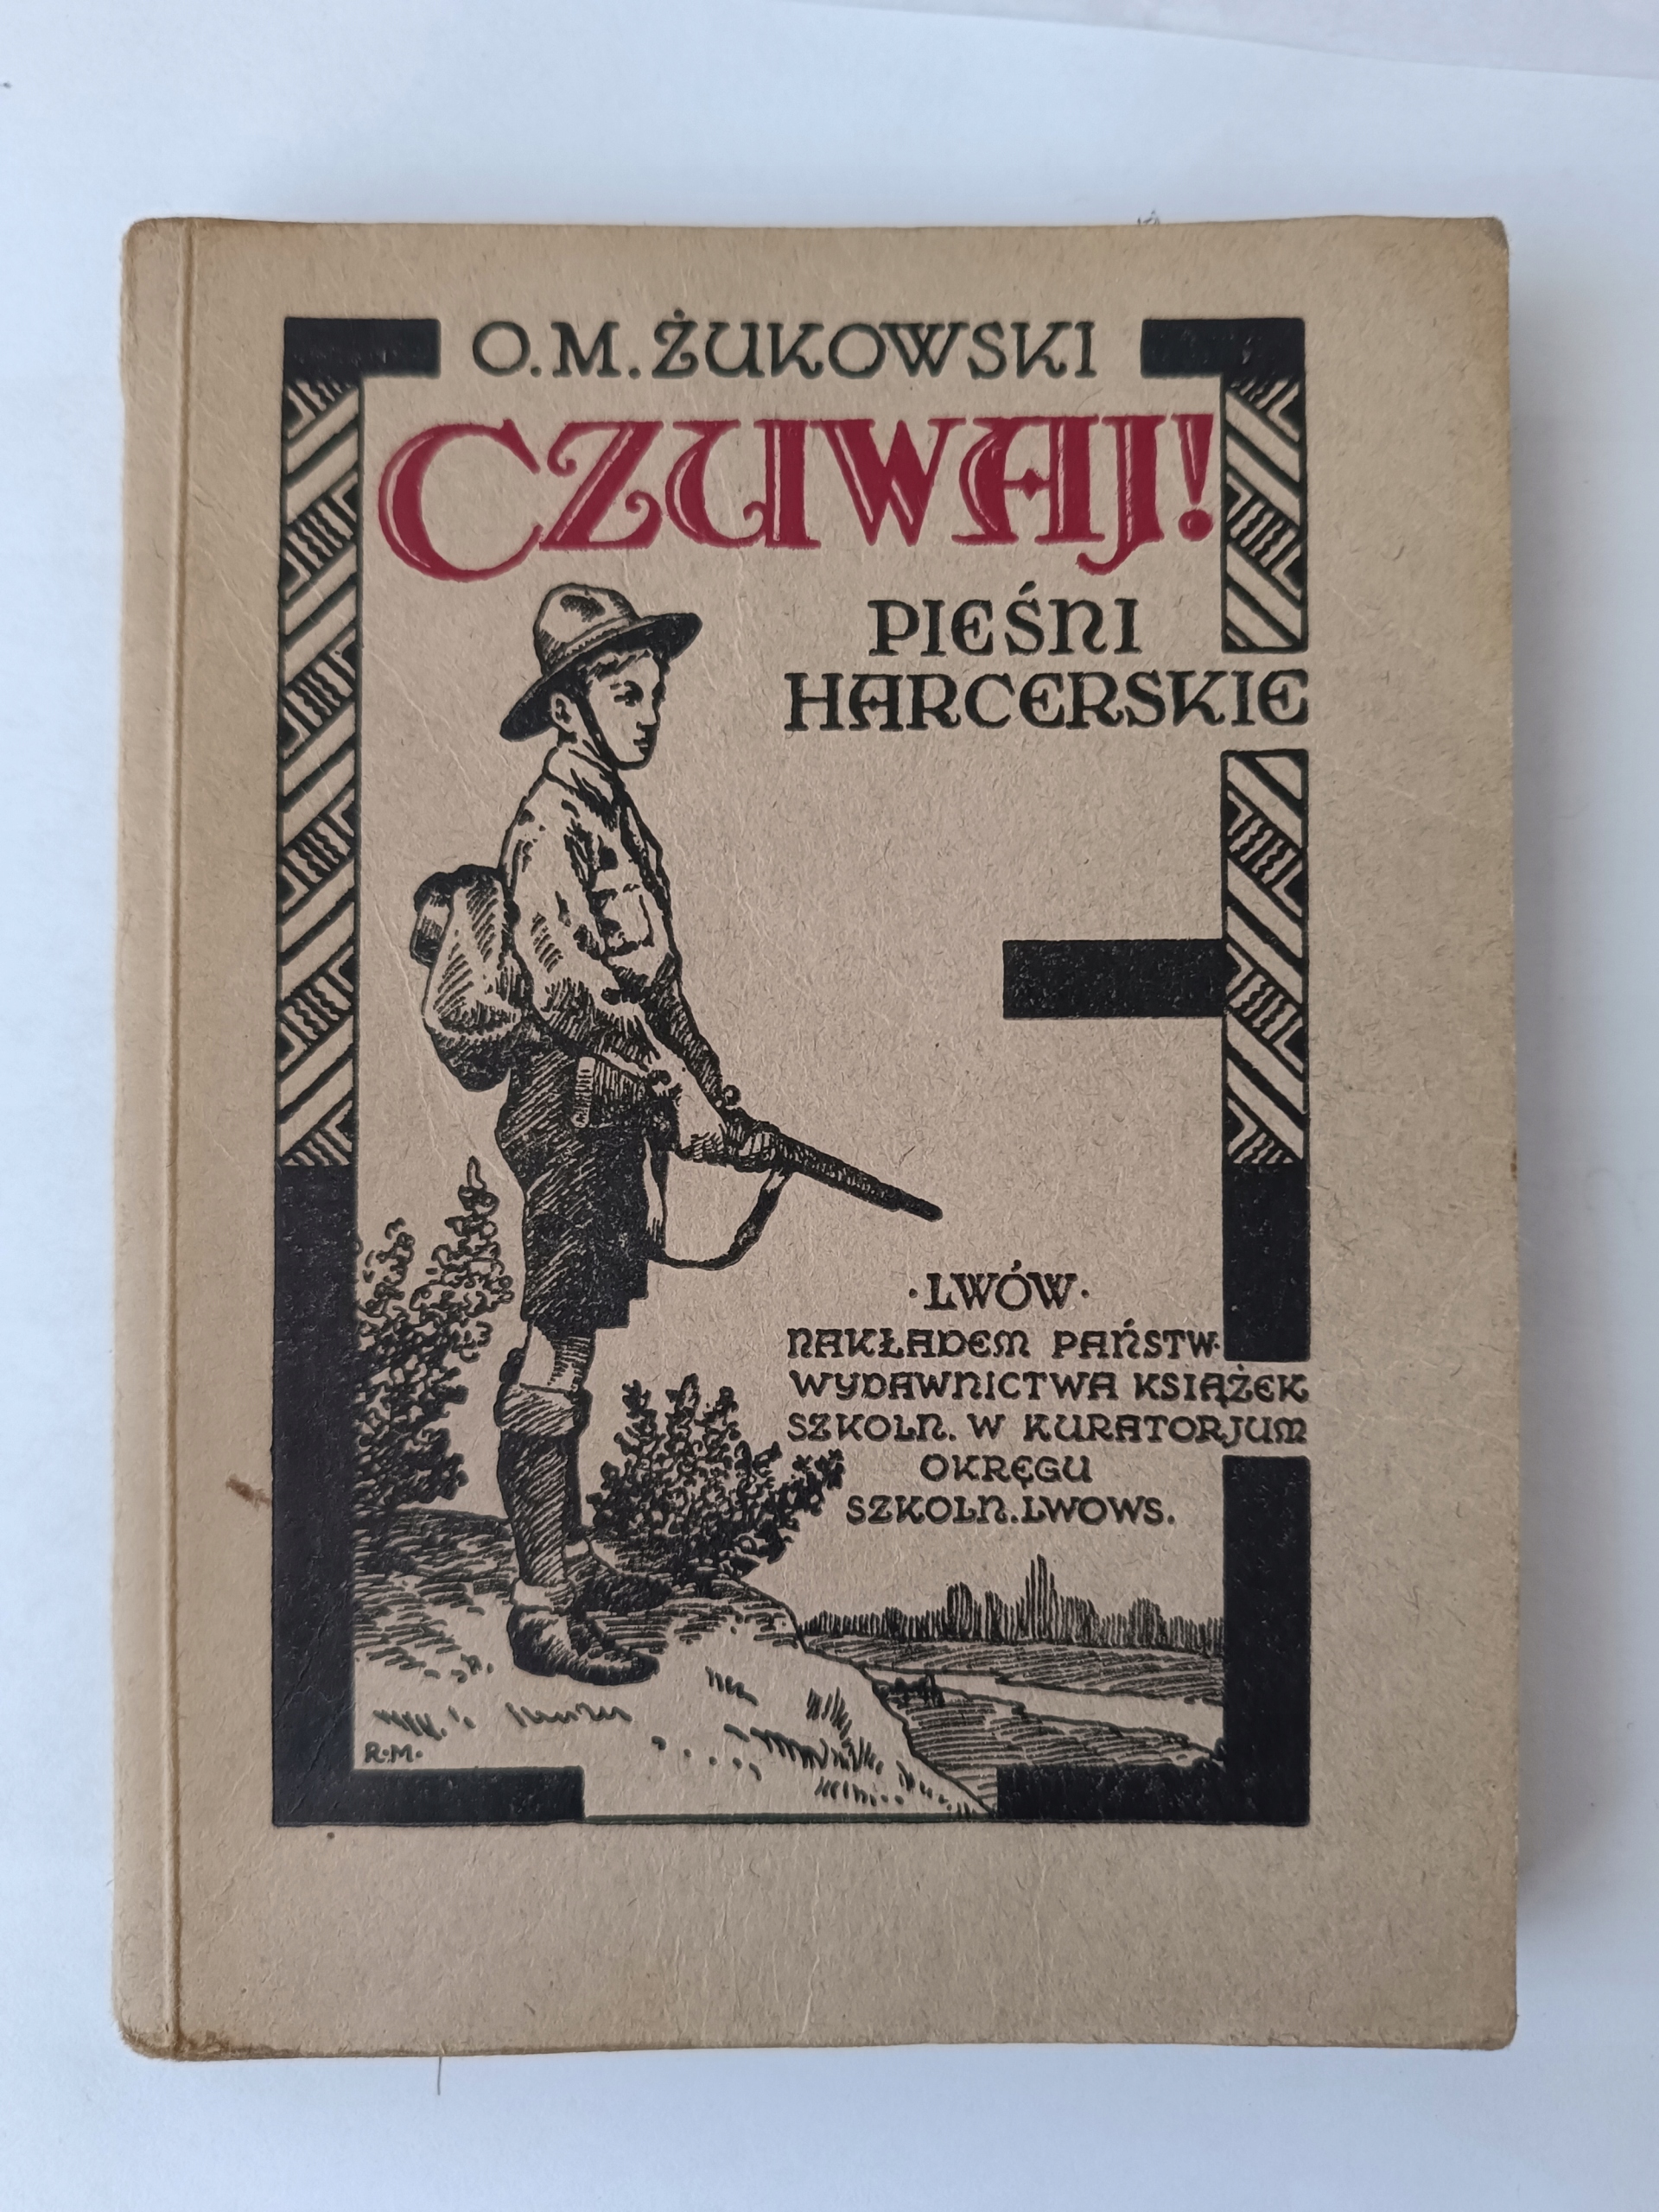 O. M. ŻUKOWSKI
CZUWAJ!
PIEŚNI
HARCERSKIE
·LWÓW·
NAKŁADEM PAŃSTW.
WYDAWNICTWA KSIĄŻEK
SZKOLN. W KURATORJUM
OKRĘGU
SZKOLN. LWOWS.
R·M·